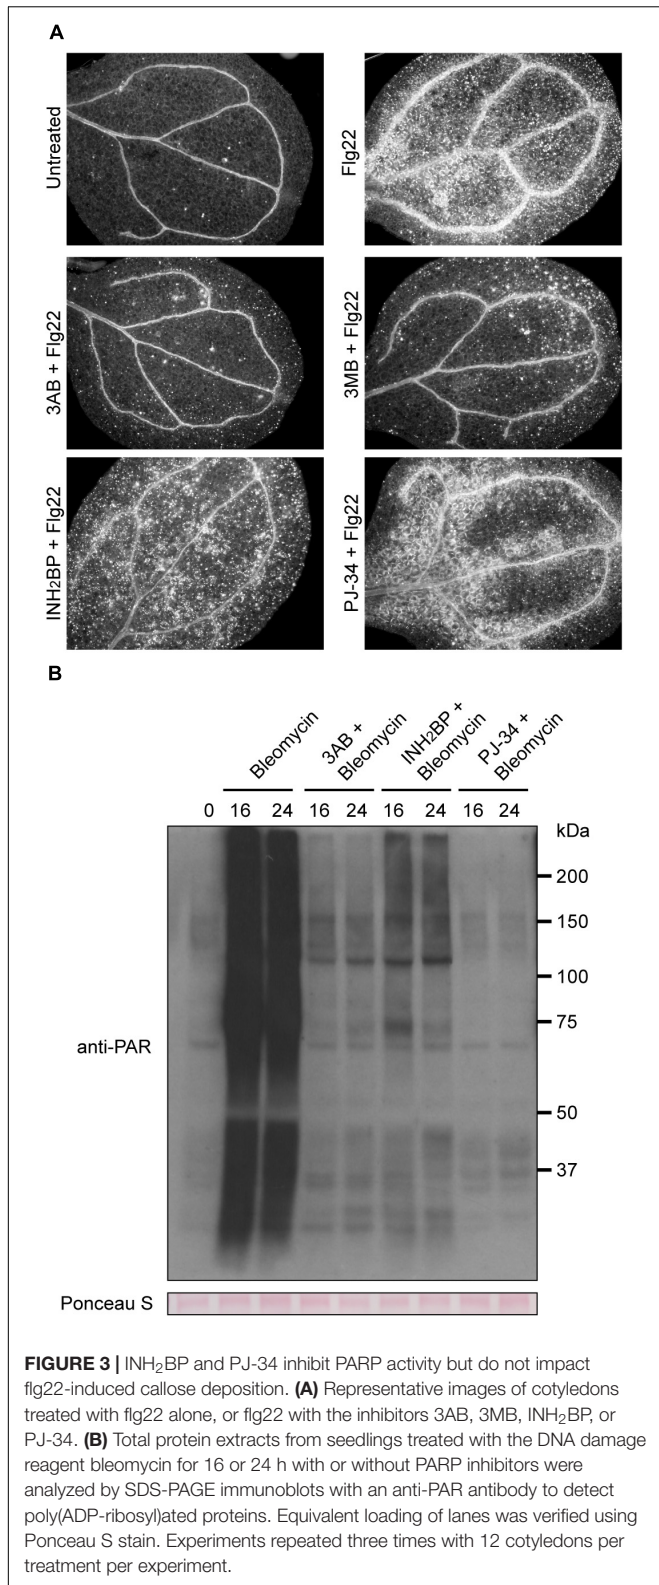 A
Untreated
Flg22
3AB + Flg22
3MB + Flg22
INH₂BP + Flg22
PJ-34 + Flg22
B
Bleomycin
3AB +
Bleomycin
INH₂BP +
Bleomycin
PJ-34 +
Bleomycin
0 16 24 16 24 16 24 16 24
kDa
200
150
100
75
anti-PAR
50
37
Ponceau S
FIGURE 3 | INH₂BP and PJ-34 inhibit PARP activity but do not impact
flg22-induced callose deposition. (A) Representative images of cotyledons
treated with flg22 alone, or flg22 with the inhibitors 3AB, 3MB, INH₂BP, or
PJ-34. (B) Total protein extracts from seedlings treated with the DNA damage
reagent bleomycin for 16 or 24 h with or without PARP inhibitors were
analyzed by SDS-PAGE immunoblots with an anti-PAR antibody to detect
poly(ADP-ribosyl)ated proteins. Equivalent loading of lanes was verified using
Ponceau S stain. Experiments repeated three times with 12 cotyledons per
treatment per experiment.